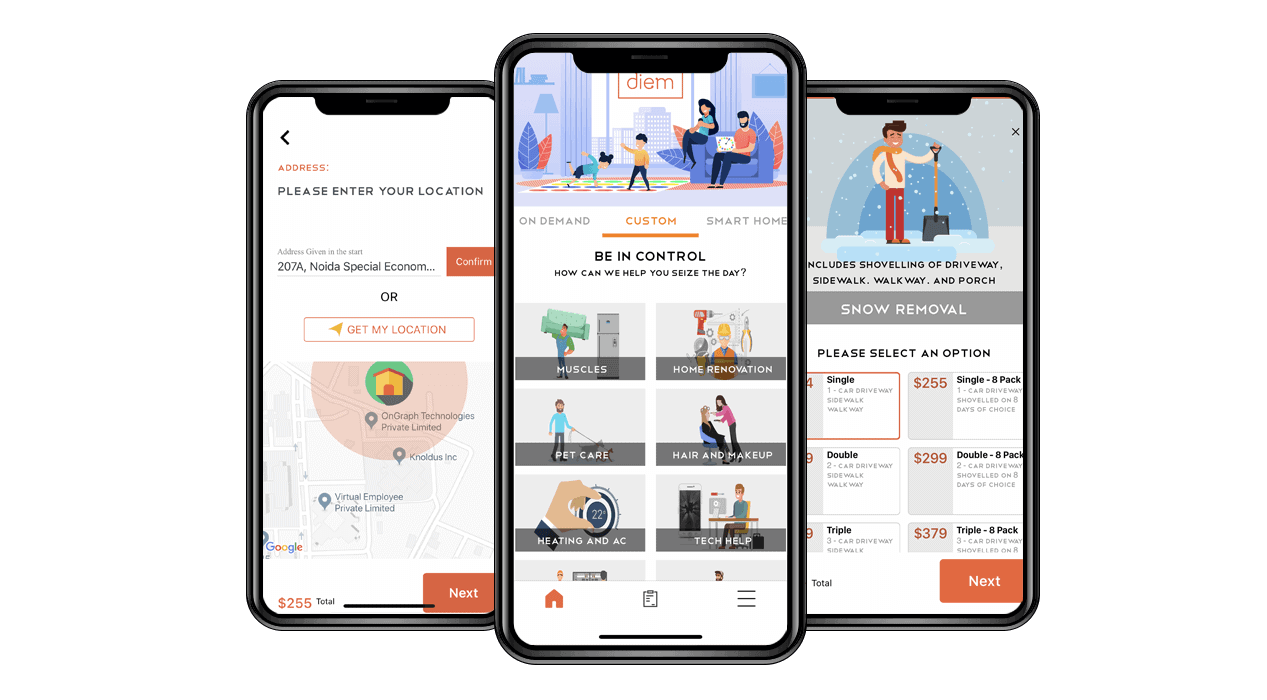 ADDRESS:
PLEASE ENTER YOUR LOCATION
Address Given in the start
207A, Noida Special Econom...
Confirm
OR
GET MY LOCATION
OnGraph Technologies
Private Limited
Knoldus Inc
Virtual Employee
Private Limited
Google
$255 Total
Next
diem
ON DEMAND CUSTOM SMART HOME
BE IN CONTROL
HOW CAN WE HELP YOU SEIZE THE DAY?
MUSCLES
HOME RENOVATION
PET CARE
HAIR AND MAKEUP
22°
HEATING AND AC
TECH HELP
INCLUDES SHOVELLING OF DRIVEWAY,
SIDEWALK, WALKWAY, AND PORCH
SNOW REMOVAL
PLEASE SELECT AN OPTION
4
Single
1 - CAR DRIVEWAY
SIDEWALK
WALKWAY
$255
Single - 8 Pack
1 - CAR DRIVEWAY
SHOVELLED ON 8
DAYS OF CHOICE
9
Double
2 - CAR DRIVEWAY
SIDEWALK
WALKWAY
$299
Double - 8 Pack
2 - CAR DRIVEWAY
SHOVELLED ON 8
DAYS OF CHOICE
9
Triple
3 - CAR DRIVEWAY
SIDEWALK
$379
Triple - 8 Pack
3 - CAR DRIVEWAY
SHOVELLED ON 8
Total
Next